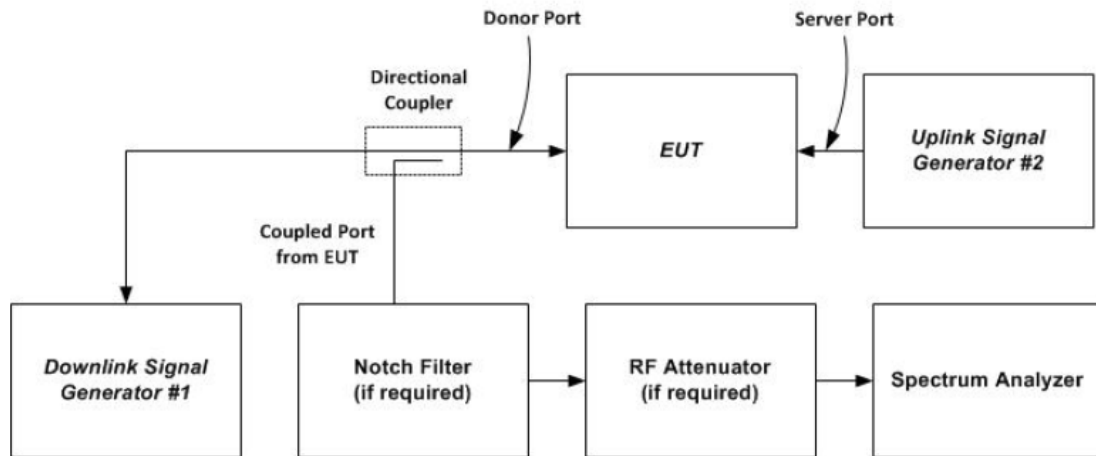 Donor Port
Server Port
Directional
Coupler
EUT
Uplink Signal
Generator #2
Coupled Port
from EUT
Downlink Signal
Generator #1
Notch Filter
(if required)
RF Attenuator
(if required)
Spectrum Analyzer